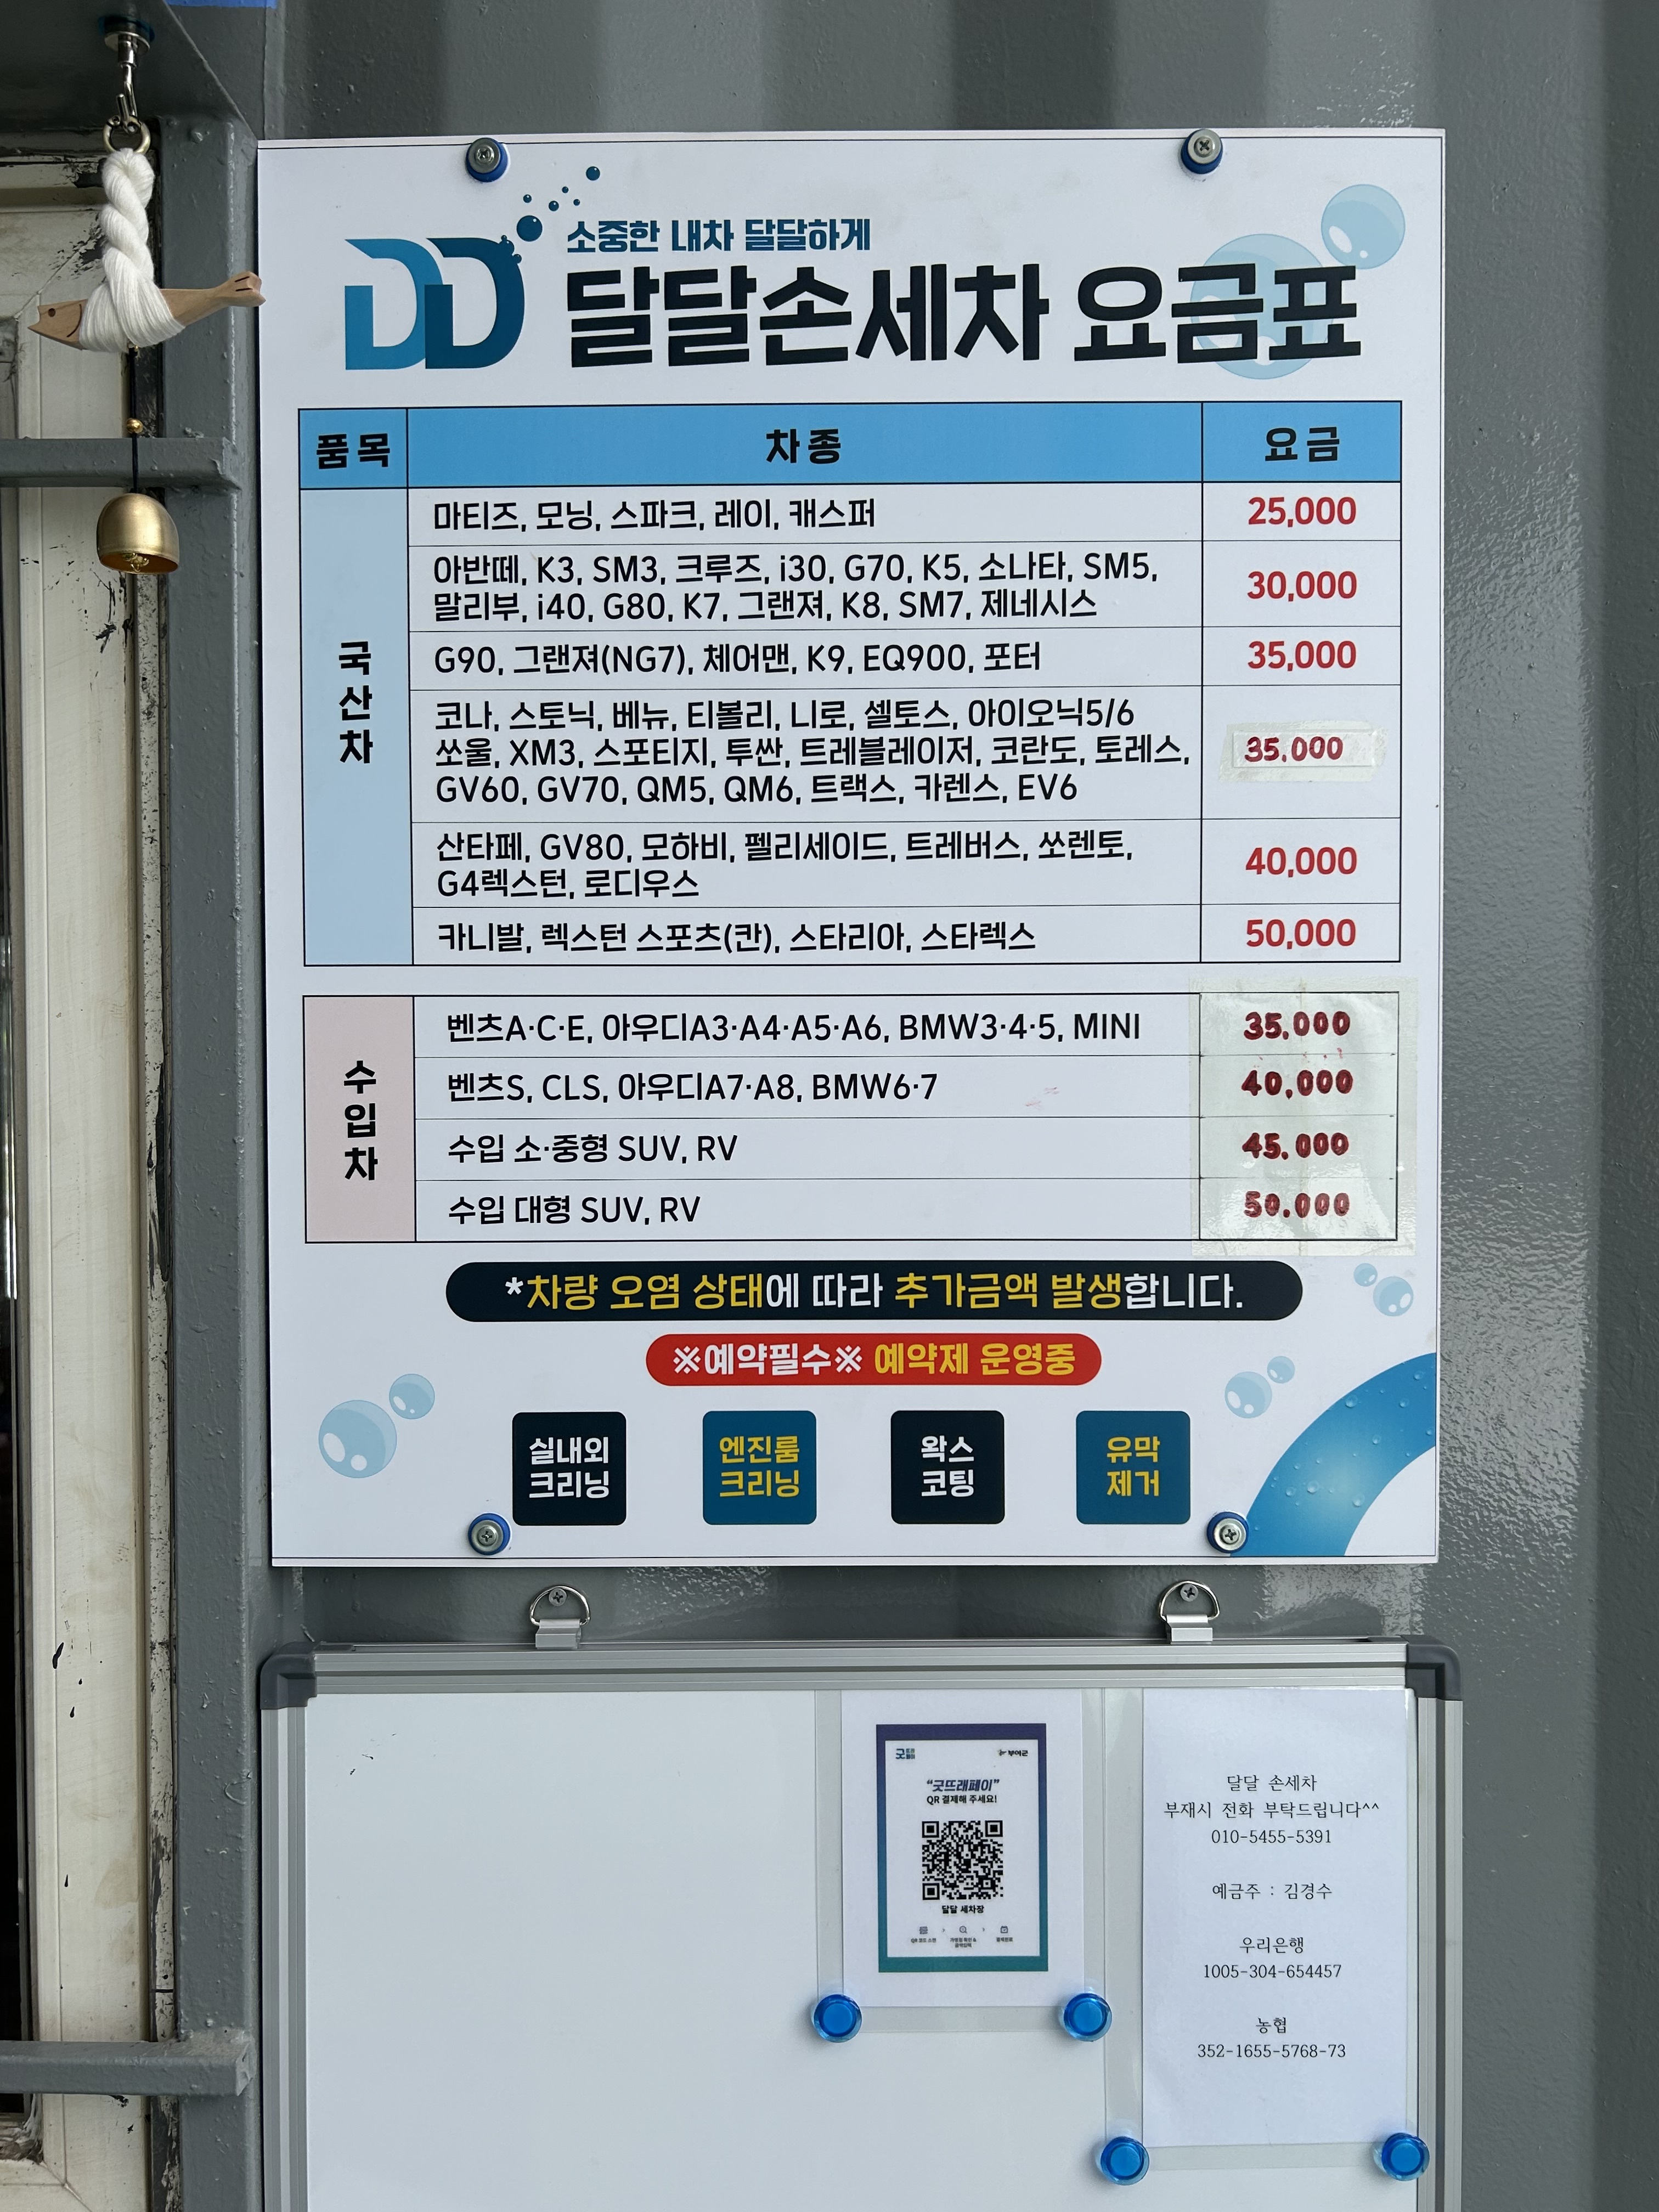 소중한 내차 달달하게
DD
달달손세차 요금표
품목 차종 요금
국산차
마티즈, 모닝, 스파크, 레이, 캐스퍼 25,000
아반떼, K3, SM3, 크루즈, i30, G70, K5, 소나타, SM5,
말리부, i40, G80, K7, 그랜져, K8, SM7, 제네시스
30,000
G90, 그랜져(NG7), 체어맨, K9, EQ900, 포터 35,000
코나, 스토닉, 베뉴, 티볼리, 니로, 셀토스, 아이오닉5/6
쏘울, XM3, 스포티지, 투싼, 트레블레이저, 코란도, 토레스,
GV60, GV70, QM5, QM6, 트랙스, 카렌스, EV6
35.000
산타페, GV80, 모하비, 펠리세이드, 트레버스, 쏘렌토,
G4렉스턴, 로디우스
40,000
카니발, 렉스턴 스포츠(칸), 스타리아, 스타렉스 50,000
수입차
벤츠A·C·E, 아우디A3·A4·A5·A6, BMW3·4·5, MINI 35.000
벤츠S, CLS, 아우디A7·A8, BMW6·7 40,000
수입 소·중형 SUV, RV 45.000
수입 대형 SUV, RV 50.000
*차량 오염 상태에 따라 추가금액 발생합니다.
※예약필수※ 예약제 운영중
실내외
크리닝
엔진룸
크리닝
왁스
코팅
유막
제거
부여군
"굿뜨래페이"
QR 결제해 주세요!
달달 세차장
달달 손세차
부재시 전화 부탁드립니다^^
010-5455-5391
예금주 : 김경수
우리은행
1005-304-654457
농협
352-1655-5768-73